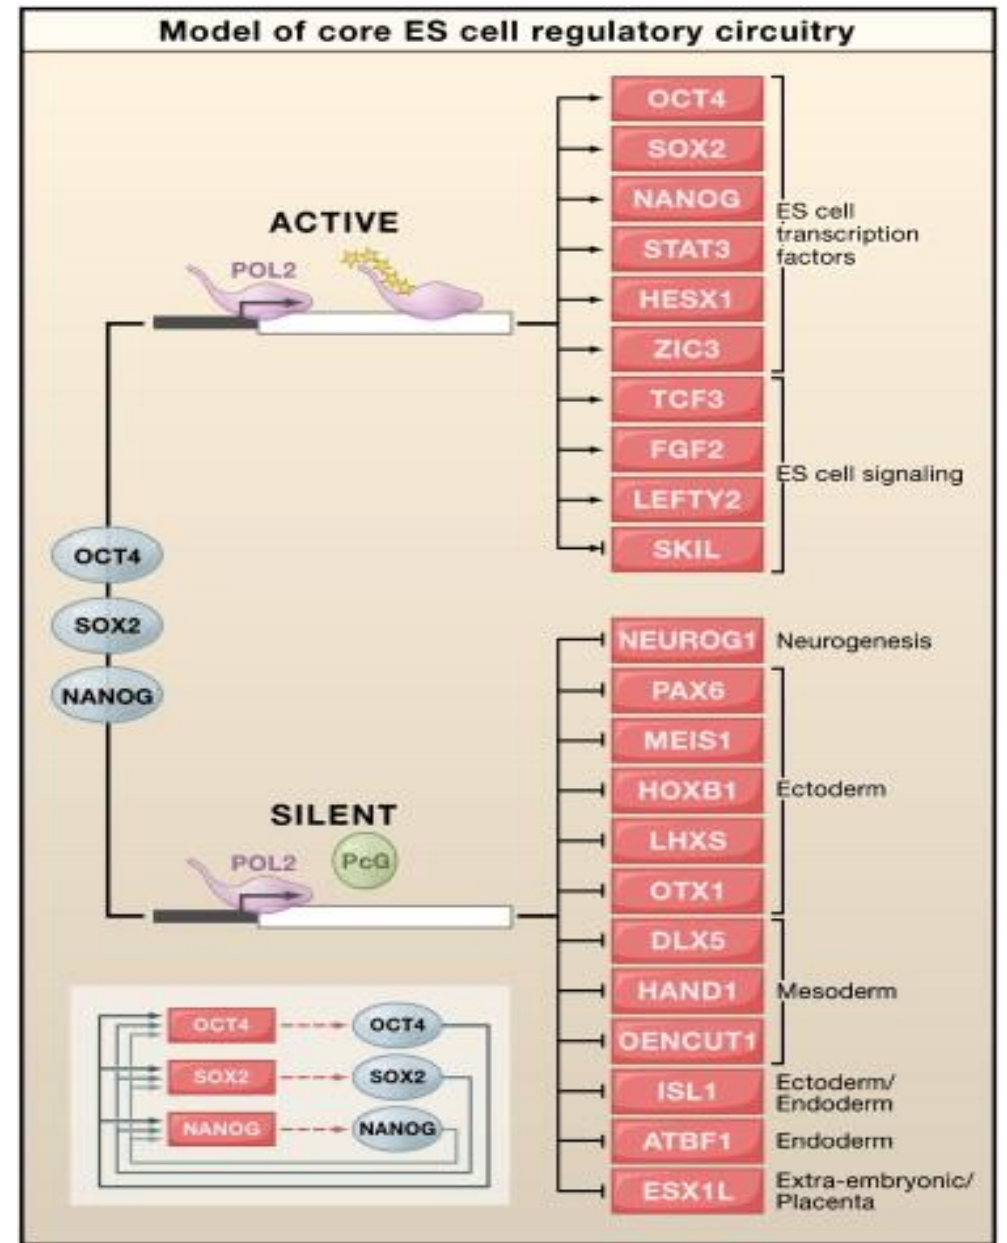 Model of core ES cell regulatory circuitry
ACTIVE
POL2
OCT4
SOX2
NANOG
STAT3
HESX1
ZIC3
ES cell
transcription
factors
TCF3
FGF2
LEFTY2
SKIL
ES cell signaling
OCT4
SOX2
NANOG
SILENT
POL2
PcG
NEUROG1 Neurogenesis
PAX6
MEIS1
HOXB1
LHXS
OTX1
Ectoderm
DLX5
HAND1
OENCUT1
Mesoderm
ISL1
Ectoderm/
Endoderm
ATBF1 Endoderm
ESX1L
Extra-embryonic/
Placenta
OCT4 OCT4
SOX2 SOX2
NANOG NANOG